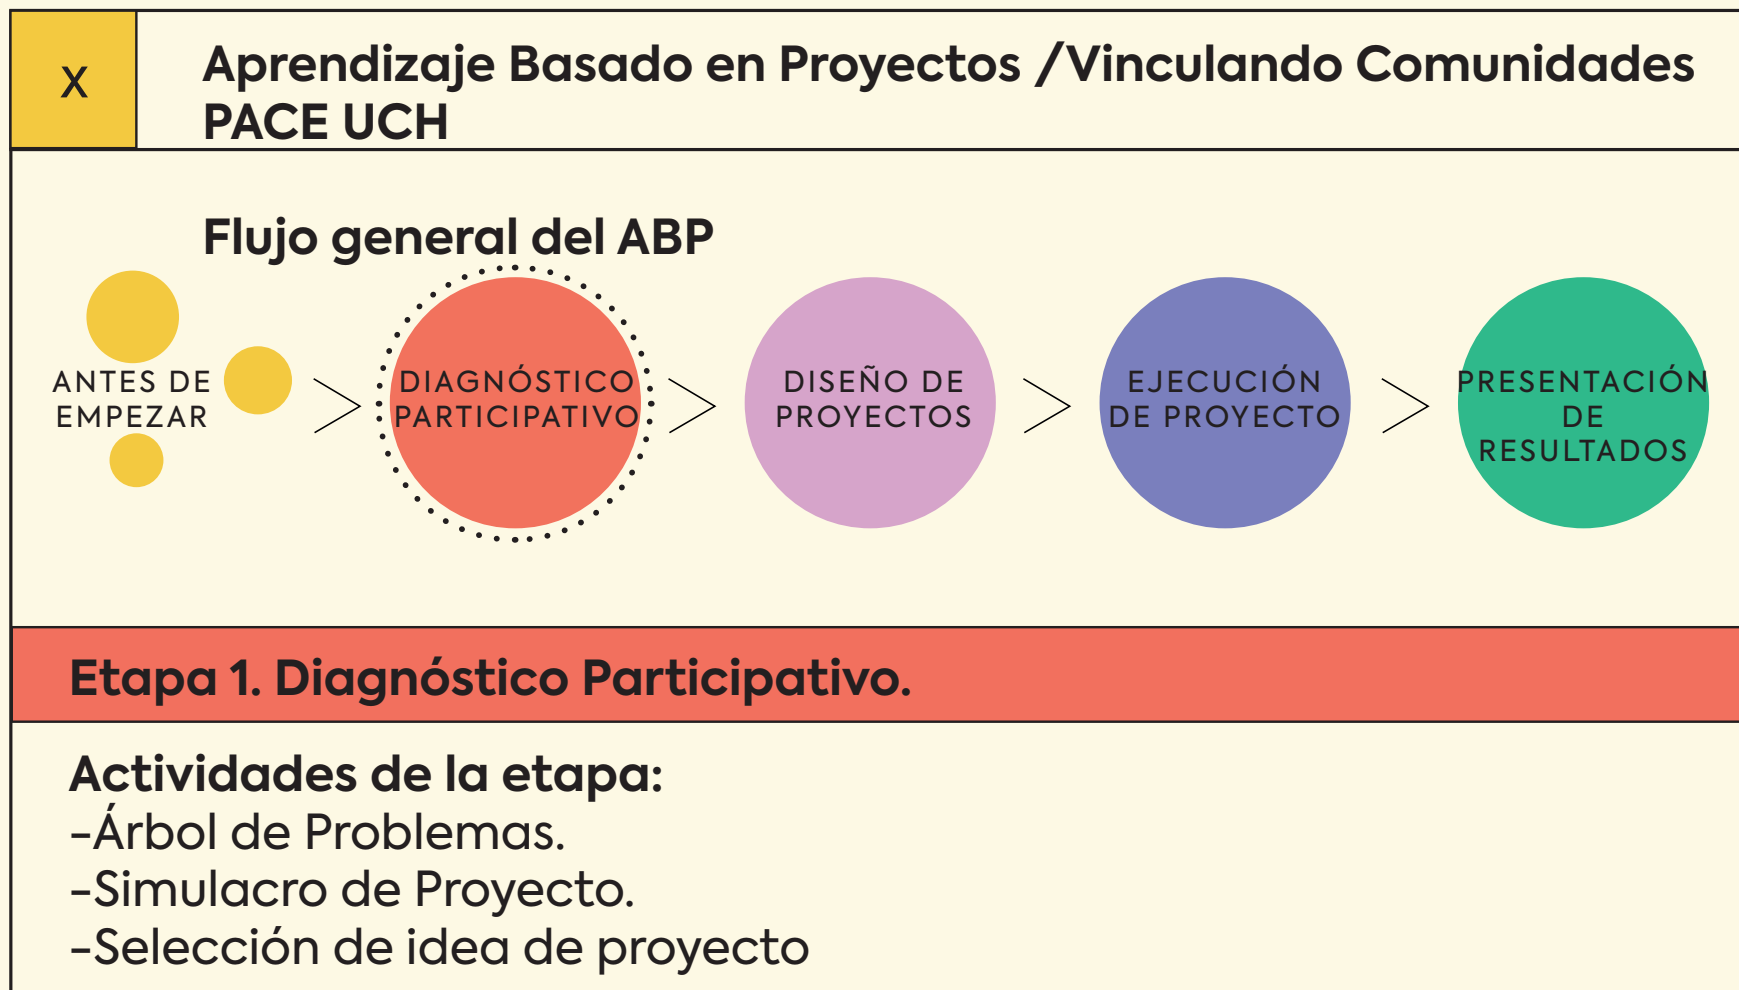 X
Aprendizaje Basado en Proyectos /Vinculando Comunidades
PACE UCH
Flujo general del ABP
ANTES DE
EMPEZAR
DIAGNÓSTICO
PARTICIPATIVO
DISEÑO DE
PROYECTOS
EJECUCIÓN
DE PROYECTO
PRESENTACIÓN
DE
RESULTADOS
Etapa 1. Diagnóstico Participativo.
Actividades de la etapa:
-Árbol de Problemas.
-Simulacro de Proyecto.
-Selección de idea de proyecto